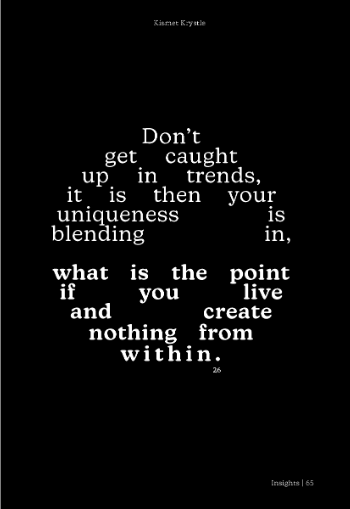 Kismet Krystle
Don't
get caught
up in trends,
it is then your
uniqueness is
blending in,
what is the point
if you live
and create
nothing from
within.
26
Insights | 65